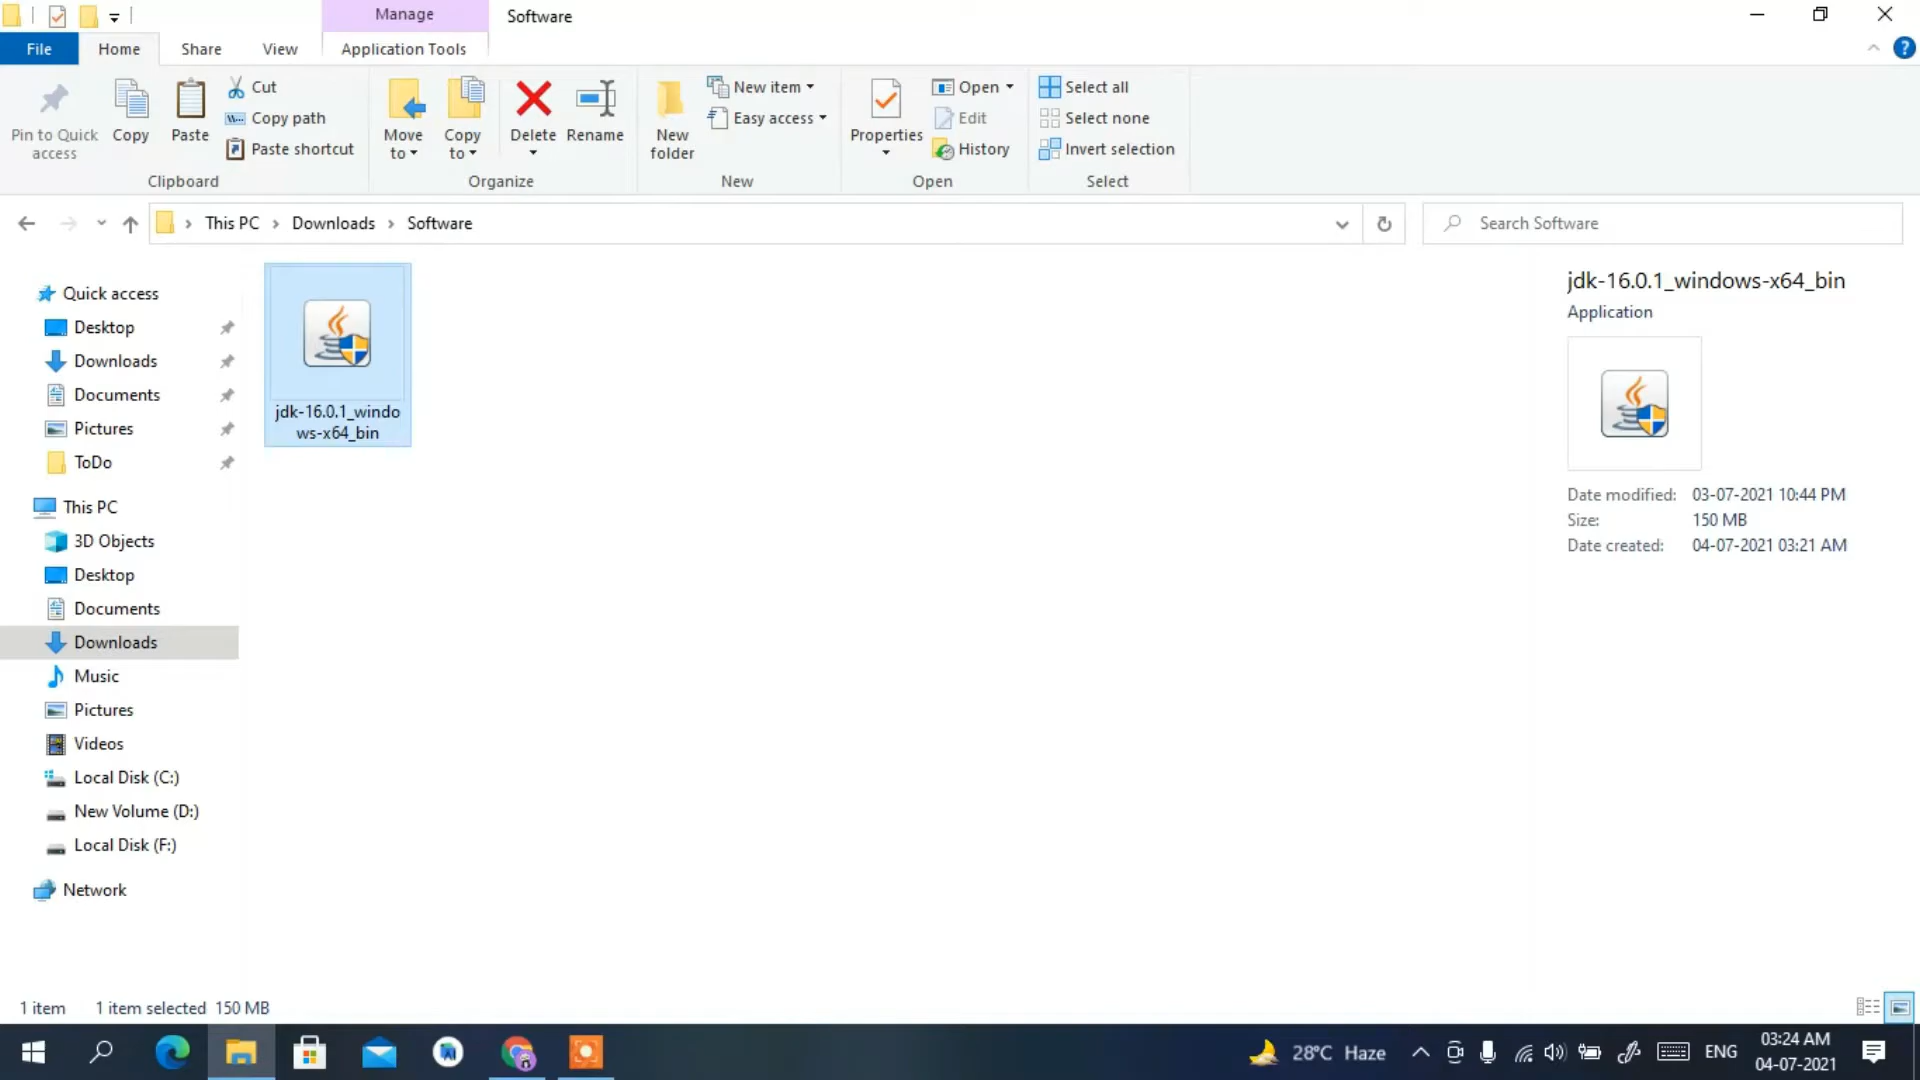 Manage
Software
File
Home
Share
View
Application Tools
Pin to Quick
access
Copy
Paste
Cut
Copy path
Paste shortcut
Clipboard
Move
to
Copy
to
Delete
Rename
Organize
New
folder
New item
Easy access
New
Properties
Open
Edit
History
Open
Select all
Select none
Invert selection
Select
This PC > Downloads > Software
Search Software
Quick access
Desktop
Downloads
Documents
Pictures
ToDo
This PC
3D Objects
Desktop
Documents
Downloads
Music
Pictures
Videos
Local Disk (C:)
New Volume (D:)
Local Disk (F:)
Network
jdk-16.0.1_windo
ws-x64_bin
jdk-16.0.1_windows-x64_bin
Application
Date modified: 03-07-2021 10:44 PM
Size: 150 MB
Date created: 04-07-2021 03:21 AM
1 item 1 item selected 150 MB
28°C Haze
ENG
03:24 AM
04-07-2021